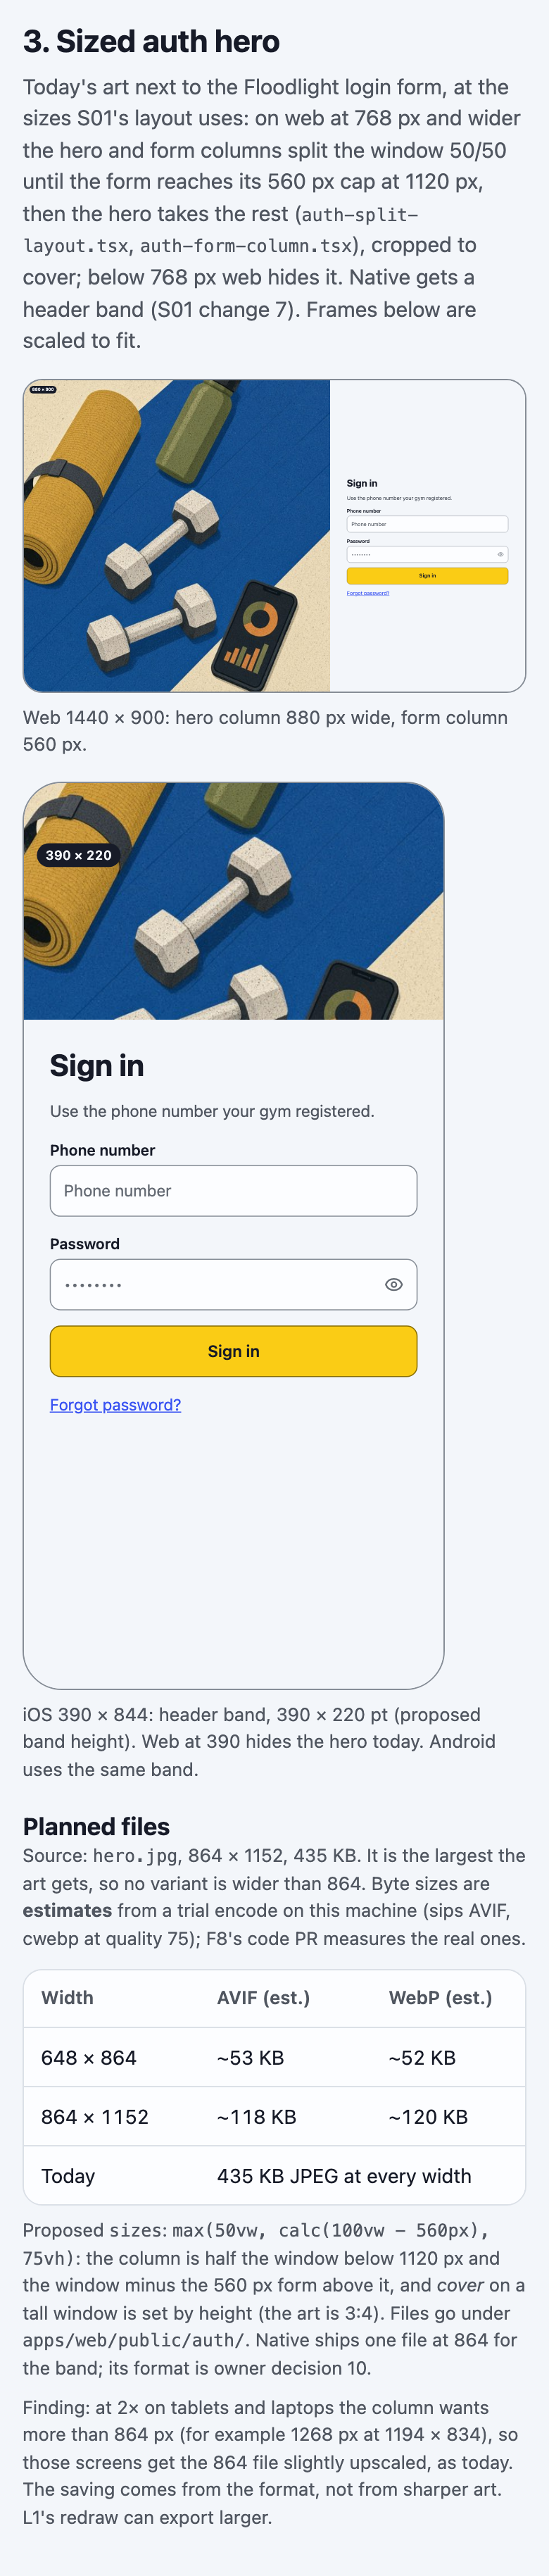 3. Sized auth hero
Today's art next to the Floodlight login form, at the
sizes S01's layout uses: on web at 768 px and wider
the hero and form columns split the window 50/50
until the form reaches its 560 px cap at 1120 px,
then the hero takes the rest (auth-split-
layout.tsx, auth-form-column.tsx), cropped to
cover; below 768 px web hides it. Native gets a
header band (S01 change 7). Frames below are
scaled to fit.
880 × 900
Sign in
Use the phone number your gym registered.
Phone number
Phone number
Password
••••••••
Sign in
Forgot password?
Web 1440 × 900: hero column 880 px wide, form column
560 px.
390 × 220
Sign in
Use the phone number your gym registered.
Phone number
Phone number
Password
••••••••
Sign in
Forgot password?
iOS 390 × 844: header band, 390 × 220 pt (proposed
band height). Web at 390 hides the hero today. Android
uses the same band.
Planned files
Source: hero.jpg, 864 × 1152, 435 KB. It is the largest the
art gets, so no variant is wider than 864. Byte sizes are
estimates from a trial encode on this machine (sips AVIF,
cwebp at quality 75); F8's code PR measures the real ones.
Width AVIF (est.) WebP (est.)
648 × 864 ~53 KB ~52 KB
864 × 1152 ~118 KB ~120 KB
Today 435 KB JPEG at every width
Proposed sizes: max(50vw, calc(100vw - 560px),
75vh): the column is half the window below 1120 px and
the window minus the 560 px form above it, and cover on a
tall window is set by height (the art is 3:4). Files go under
apps/web/public/auth/. Native ships one file at 864 for
the band; its format is owner decision 10.
Finding: at 2× on tablets and laptops the column wants
more than 864 px (for example 1268 px at 1194 × 834), so
those screens get the 864 file slightly upscaled, as today.
The saving comes from the format, not from sharper art.
L1's redraw can export larger.